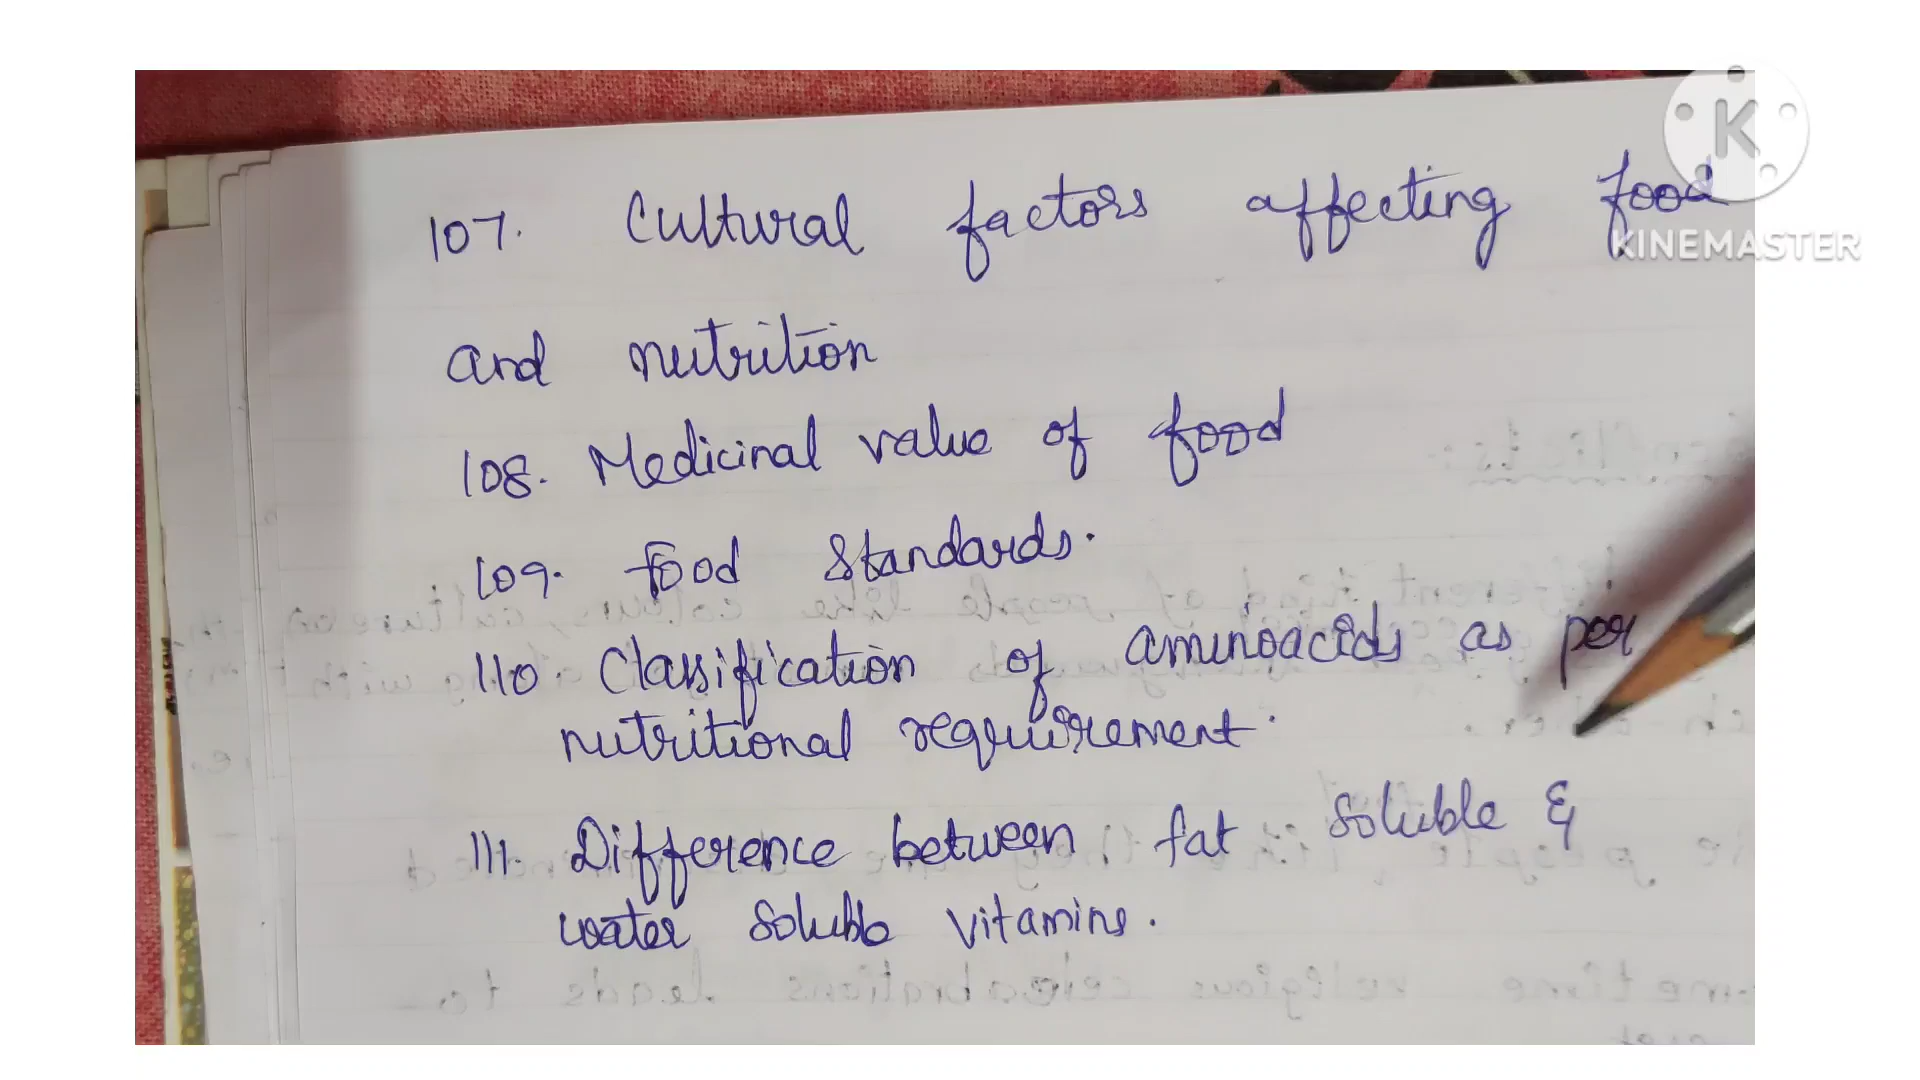 107. Cultural factors affecting food
and nutrition
108. Medicinal value of food
109. Food Standards.
110. Classification of aminoacids as per
nutritional requirement.
111. Difference between fat soluble &
water soluble vitamins.
K
KINEMASTER